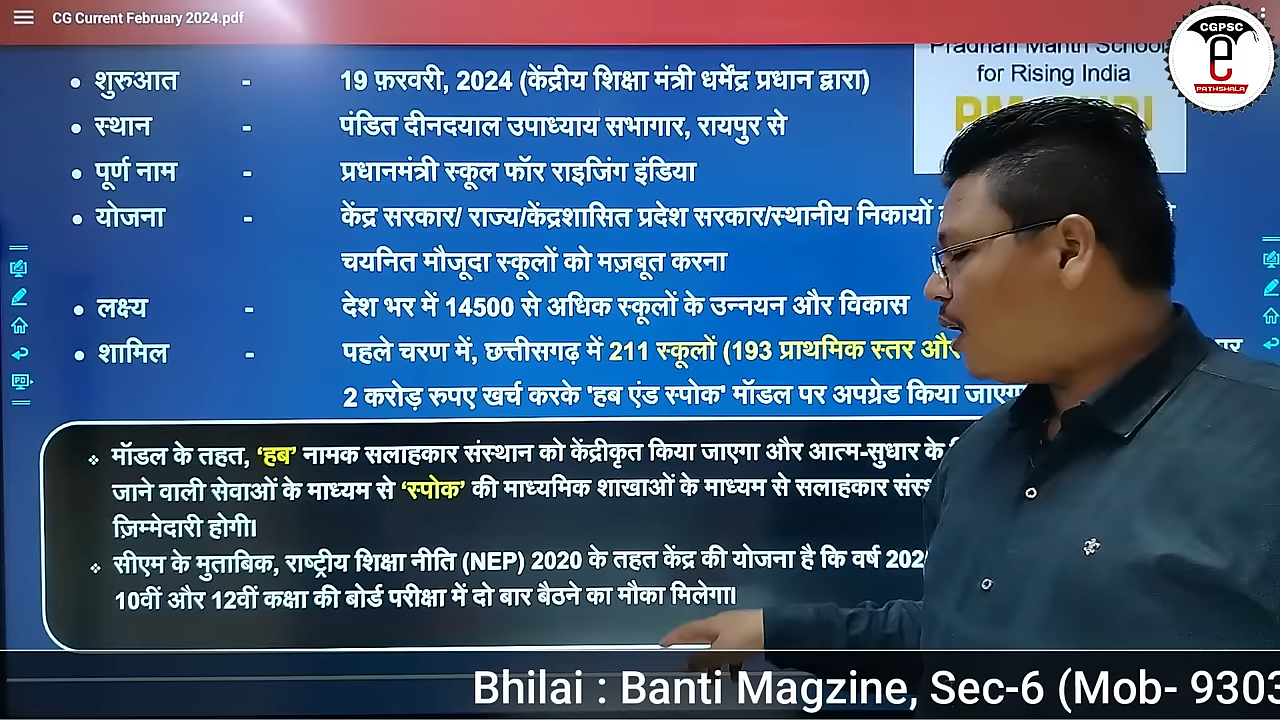 CG Current February 2024.pdf
CGPSC
e
PATHSHALA
Pradhan Mantri School
for Rising India
• शुरुआत - 19 फ़रवरी, 2024 (केंद्रीय शिक्षा मंत्री धर्मेंद्र प्रधान द्वारा)
• स्थान - पंडित दीनदयाल उपाध्याय सभागार, रायपुर से
• पूर्ण नाम - प्रधानमंत्री स्कूल फॉर राइजिंग इंडिया
• योजना - केंद्र सरकार/ राज्य/केंद्रशासित प्रदेश सरकार/स्थानीय निकायों
चयनित मौजूदा स्कूलों को मज़बूत करना
• लक्ष्य - देश भर में 14500 से अधिक स्कूलों के उन्नयन और विकास
• शामिल - पहले चरण में, छत्तीसगढ़ में 211 स्कूलों (193 प्राथमिक स्तर और
2 करोड़ रुपए खर्च करके 'हब एंड स्पोक' मॉडल पर अपग्रेड किया जाएगा
❖ मॉडल के तहत, ‘हब’ नामक सलाहकार संस्थान को केंद्रीकृत किया जाएगा और आत्म-सुधार के
जाने वाली सेवाओं के माध्यम से ‘स्पोक’ की माध्यमिक शाखाओं के माध्यम से सलाहकार
ज़िम्मेदारी होगी।
❖ सीएम के मुताबिक, राष्ट्रीय शिक्षा नीति (NEP) 2020 के तहत केंद्र की योजना है कि वर्ष
10वीं और 12वीं कक्षा की बोर्ड परीक्षा में दो बार बैठने का मौका मिलेगा।
Bhilai : Banti Magzine, Sec-6 (Mob- 9303